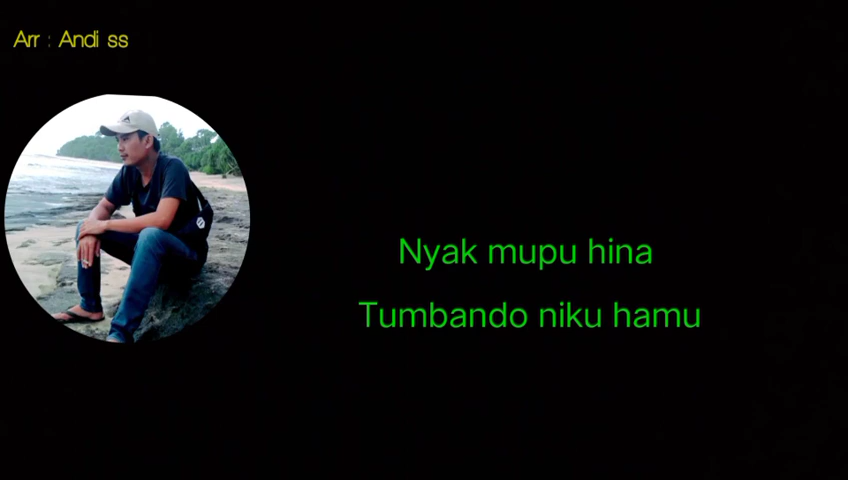 Arr : Andi ss
Nyak mupu hina
Tumbando niku hamu